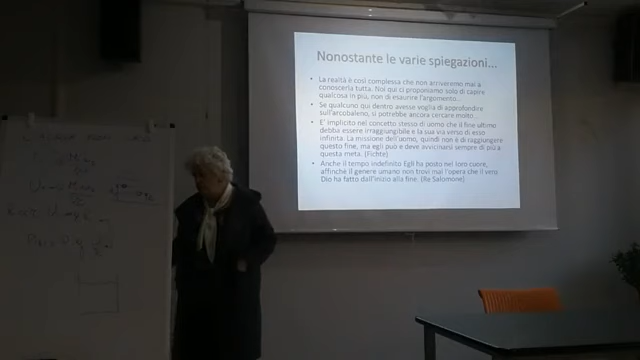 Nonostante le varie spiegazioni...
• La realtà è così complessa che non arriveremo mai a
conoscerla tutta. Noi qui ci proponiamo solo di capire
qualcosa in più, non di esaurire l'argomento...
• Se qualcuno qui dentro avesse voglia di approfondire
sull'arcobaleno, si potrebbe ancora cercare molto...
• E' implicito nel concetto stesso di uomo che il fine ultimo
debba essere irraggiungibile e la sua via verso di esso
infinita. La missione dell'uomo, quindi non è di raggiungere
questo fine, ma egli può e deve avvicinarsi sempre di più a
questa meta. (Fichte)
• Anche il tempo indefinito Egli ha posto nel loro cuore,
affinchè il genere umano non trovi mai l'opera che il vero
Dio ha fatto dall'inizio alla fine. (Re Salomone)